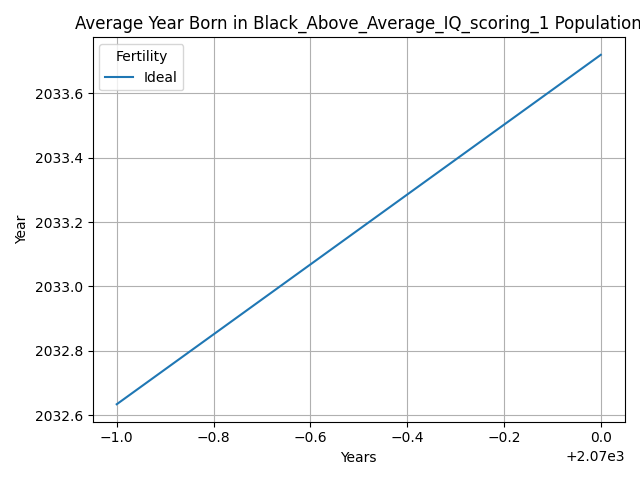 Average Year Born in Black_Above_Average_IQ_scoring_1 Population
Fertility
Ideal
2033.6
2033.4
2033.2
2033.0
2032.8
2032.6
Year
−1.0 −0.8 −0.6 −0.4 −0.2 0.0
Years
+2.07e3